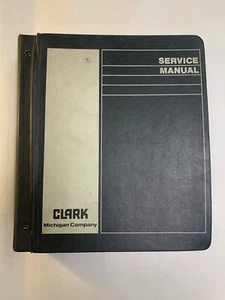 SERVICE
MANUAL
CLARK
Michigan Company